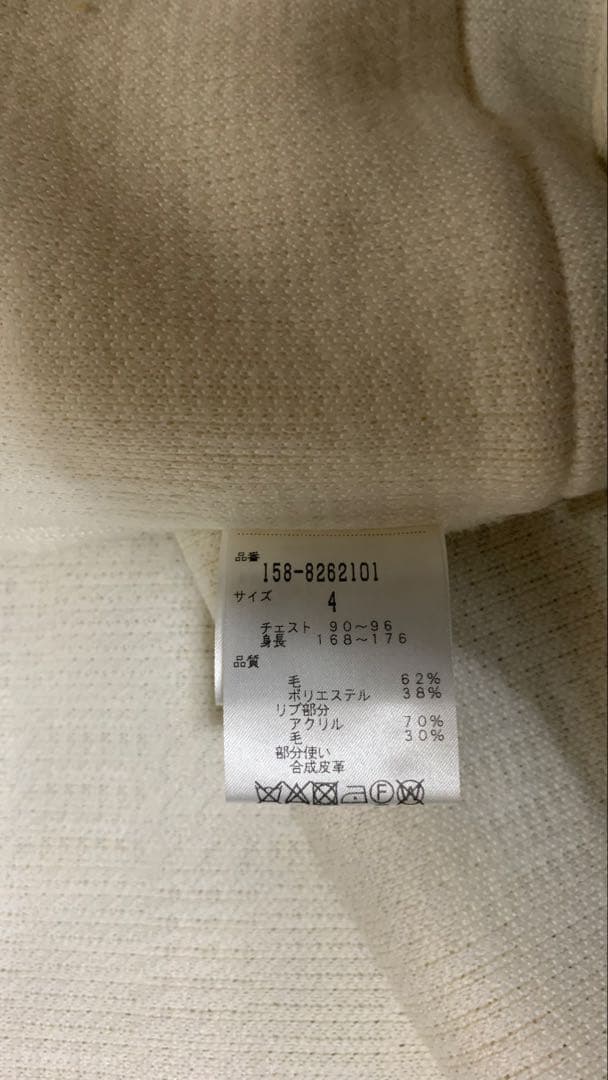 品番
158-8262101
サイズ 4
チェスト 90～96
身長 168～176
品質
毛 62%
ポリエステル 38%
リブ部分
アクリル 70%
毛 30%
部分使い
合成皮革
F W